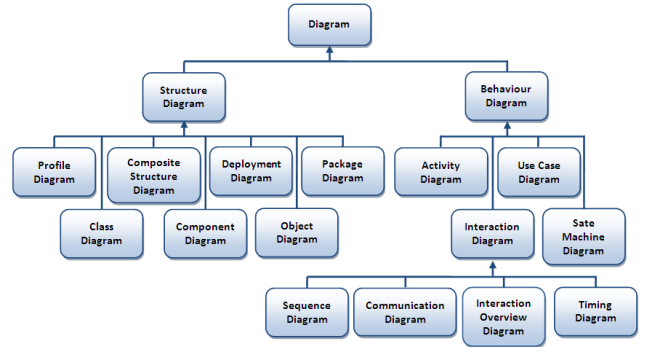 Diagram
Structure
Diagram
Behaviour
Diagram
Profile
Diagram
Composite
Structure
Diagram
Deployment
Diagram
Package
Diagram
Activity
Diagram
Use Case
Diagram
Class
Diagram
Component
Diagram
Object
Diagram
Interaction
Diagram
Sate
Machine
Diagram
Sequence
Diagram
Communication
Diagram
Interaction
Overview
Diagram
Timing
Diagram